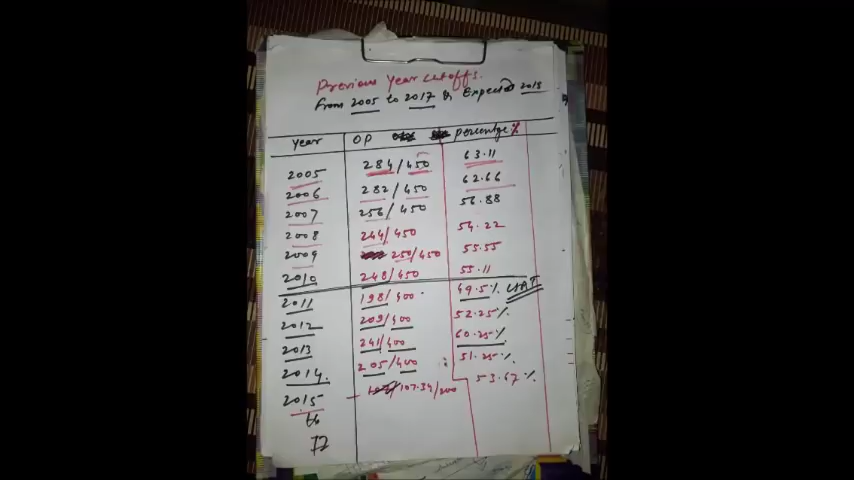 Previous Year cutoffs.
From 2005 to 2017 & Expected 2018
Year OP percentge %
2005 284/450 63.11
2006 282/450 62.66
2007 256/450 56.88
2008 244/450 54.22
2009 250/450 55.55
2010 248/450 55.11
2011 198/400 49.5%
2012 209/400 52.25%
2013 241/400 60.25%
2014. 205/400 51.25%
2015 107.34/200 53.67%
to
17